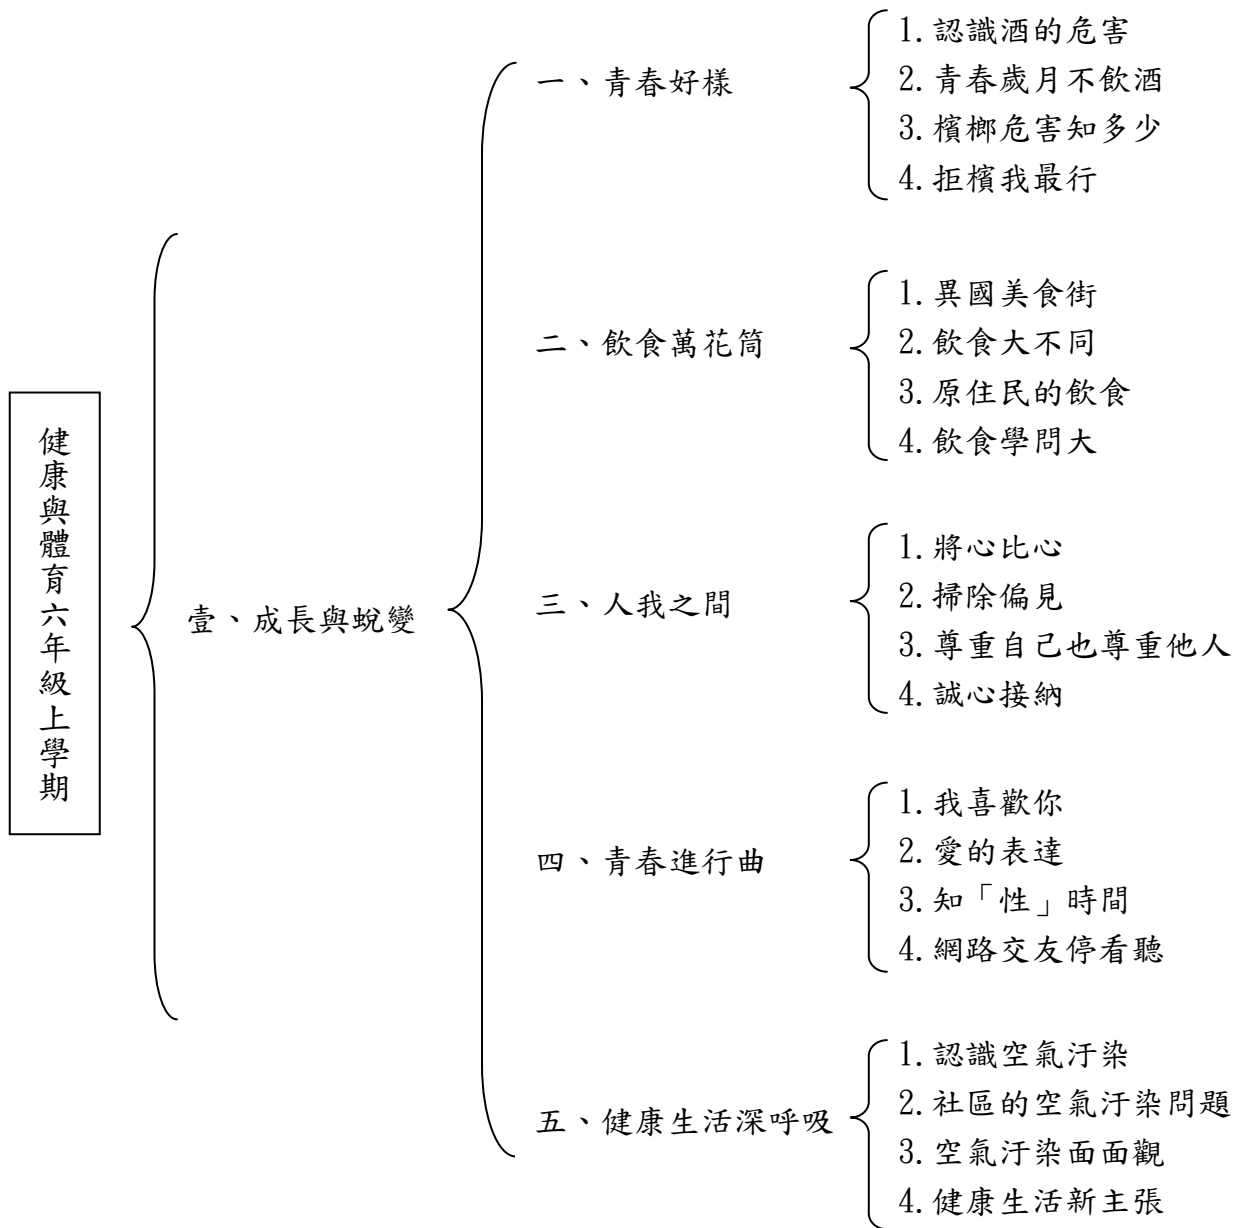 健康與體育六年級上學期
壹、成長與蛻變
一、青春好樣
1.認識酒的危害
2.青春歲月不飲酒
3.檳榔危害知多少
4.拒檳我最行
二、飲食萬花筒
1.異國美食街
2.飲食大不同
3.原住民的飲食
4.飲食學問大
三、人我之間
1.將心比心
2.掃除偏見
3.尊重自己也尊重他人
4.誠心接納
四、青春進行曲
1.我喜歡你
2.愛的表達
3.知「性」時間
4.網路交友停看聽
五、健康生活深呼吸
1.認識空氣汙染
2.社區的空氣汙染問題
3.空氣汙染面面觀
4.健康生活新主張